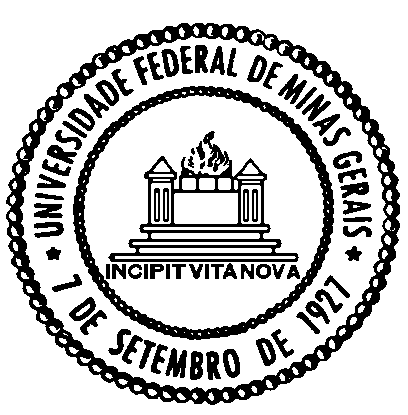 UNIVERSIDADE FEDERAL DE MINAS GERAIS
INCIPIT VITA NOVA
* 7 DE SETEMBRO DE 1927 *